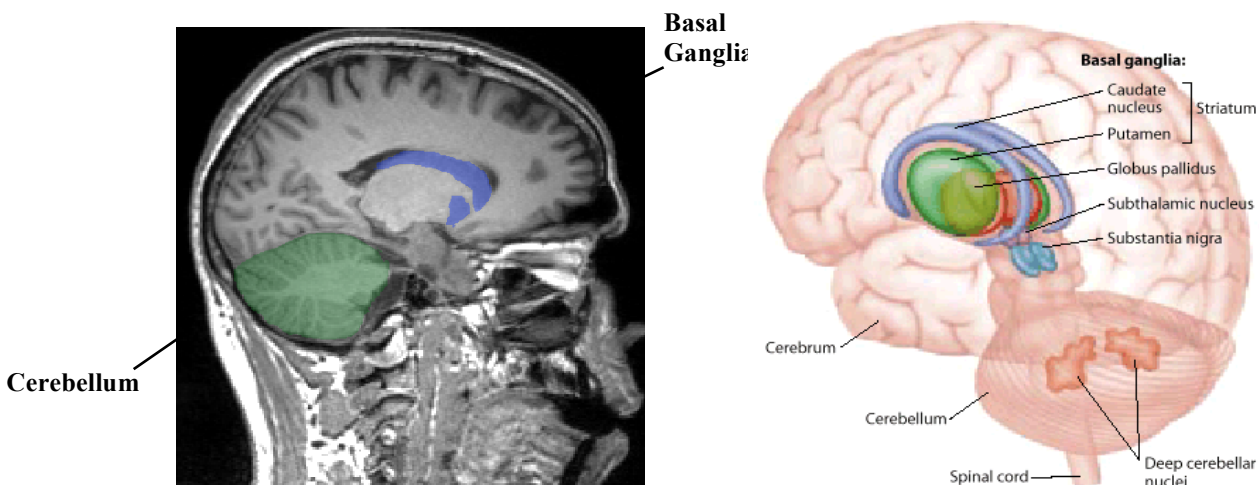 Basal
Ganglia
Cerebellum
Basal ganglia:
Caudate
nucleus
Striatum
Putamen
Globus pallidus
Subthalamic nucleus
Substantia nigra
Cerebrum
Cerebellum
Spinal cord
Deep cerebellar
nuclei